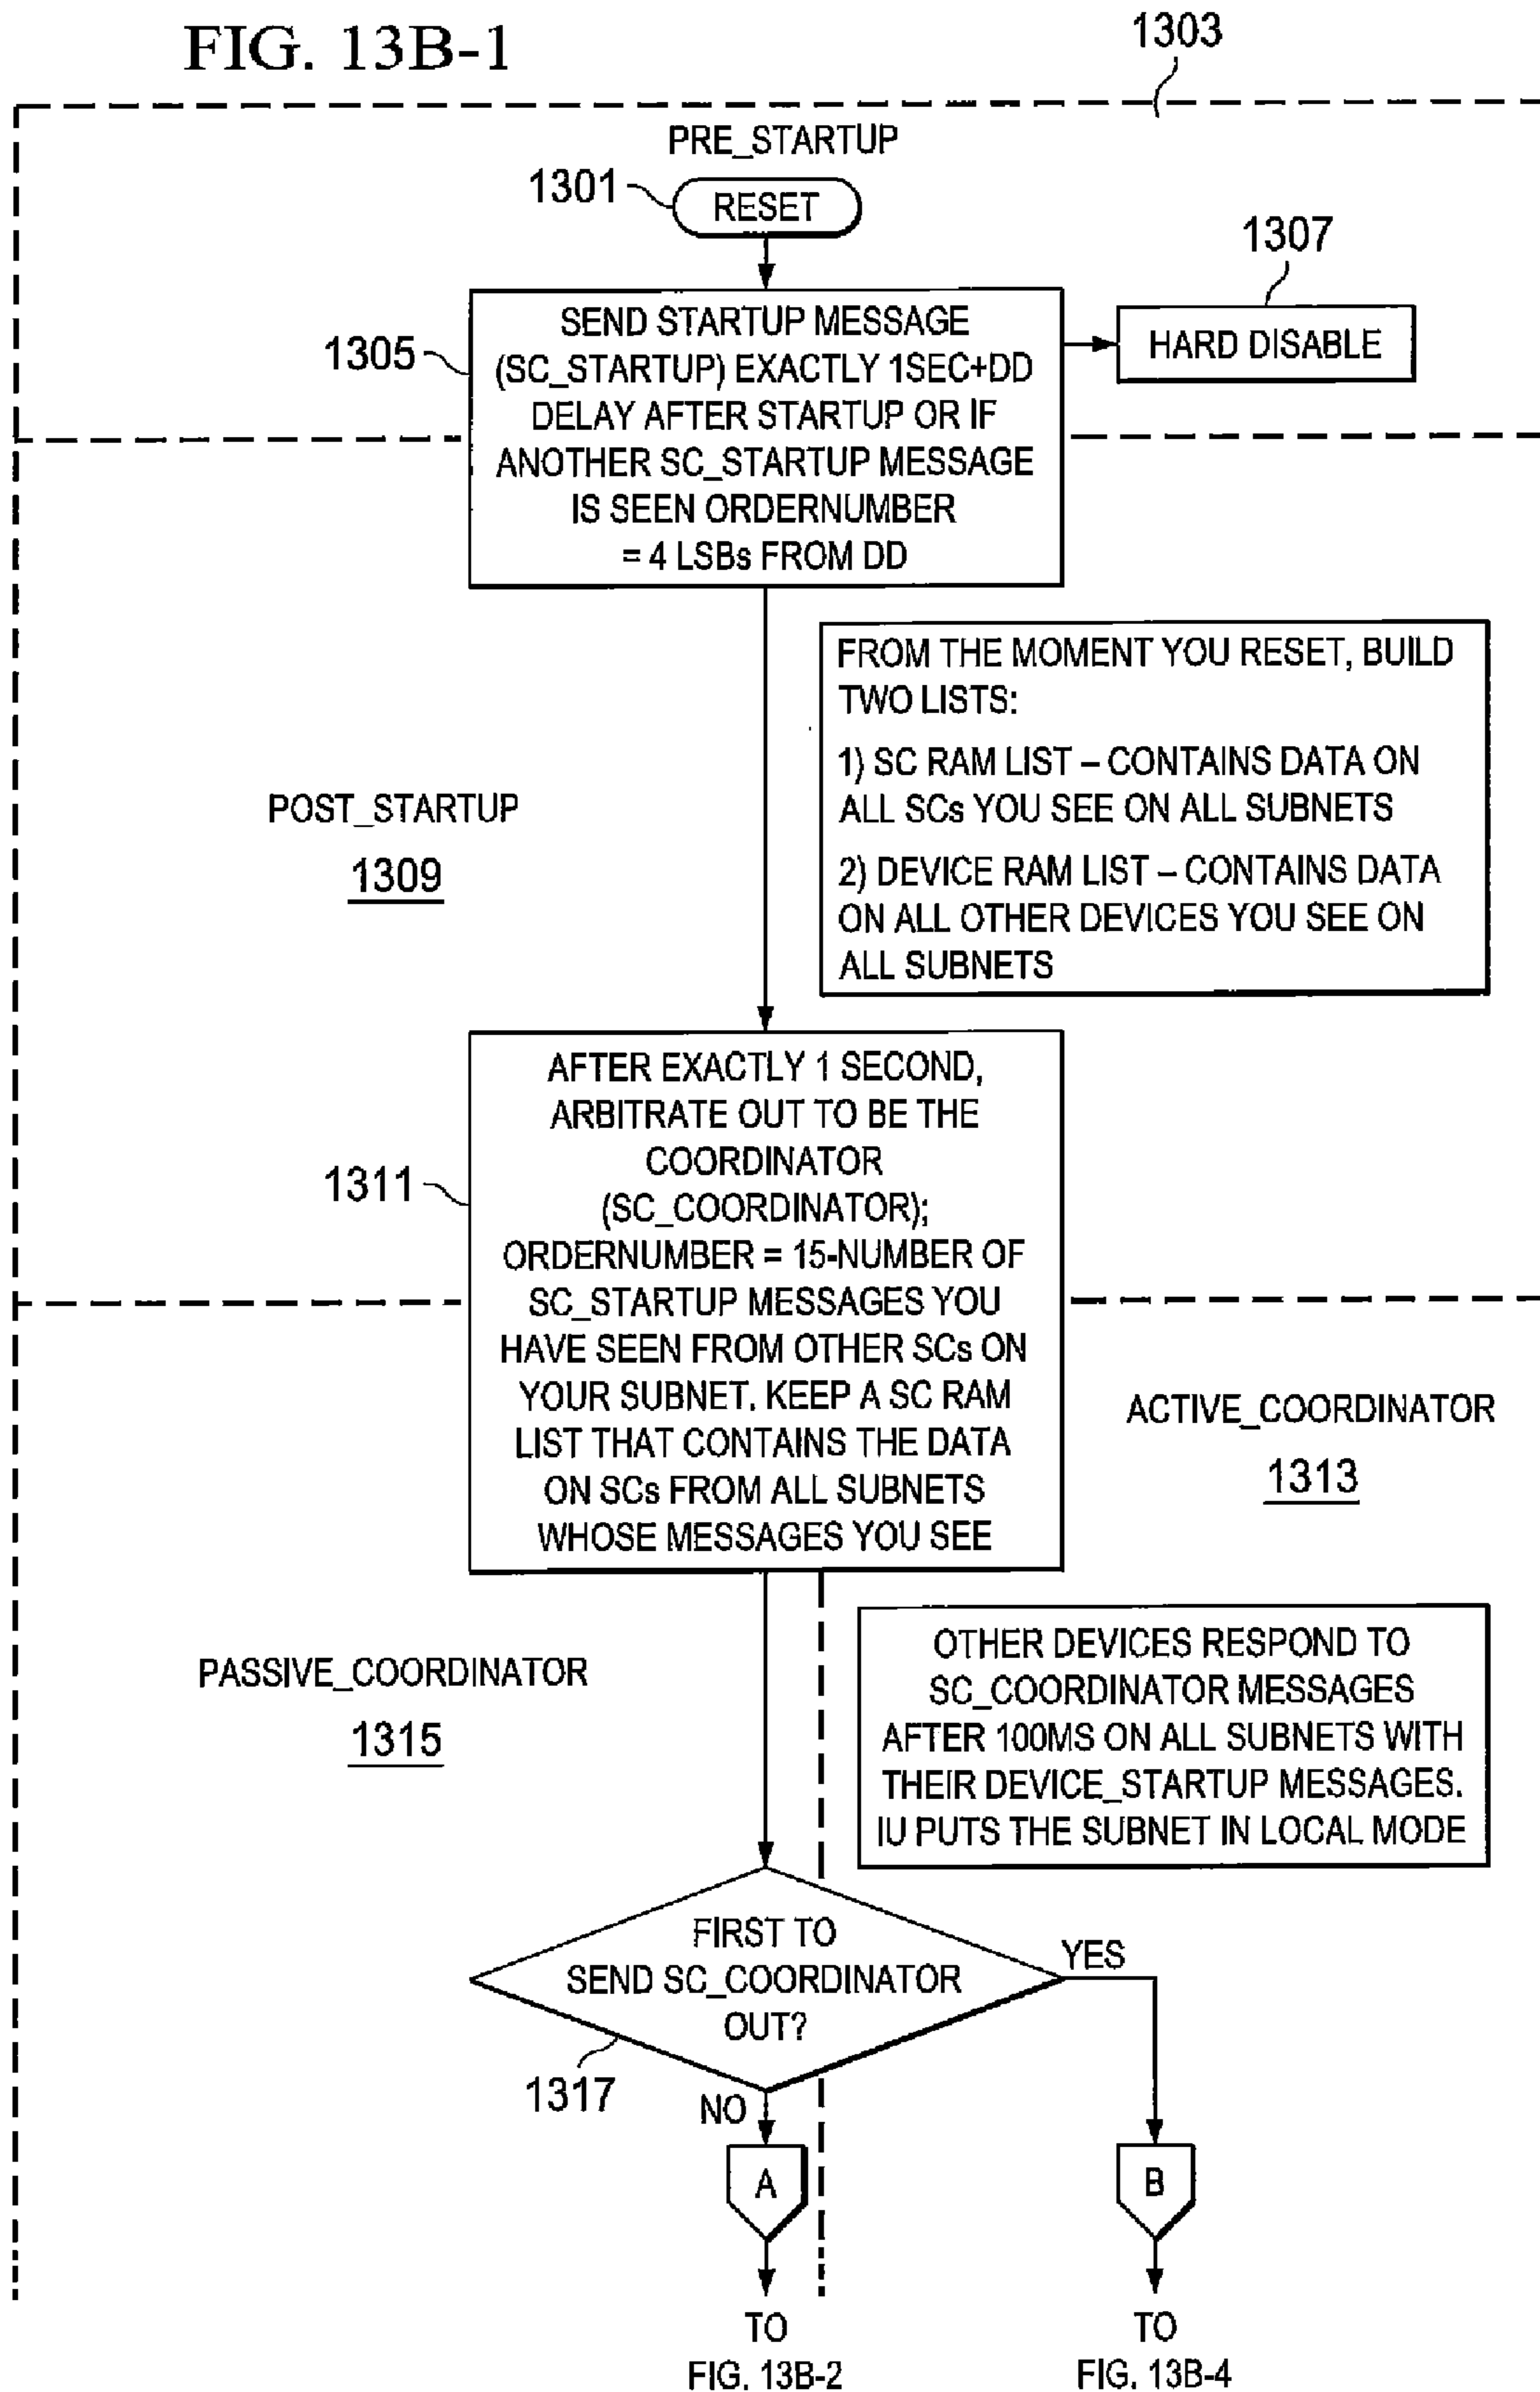 FIG. 13B-1
1303
PRE_STARTUP
1301
RESET
1307
HARD DISABLE
1305
SEND STARTUP MESSAGE
(SC_STARTUP) EXACTLY 1SEC+DD
DELAY AFTER STARTUP OR IF
ANOTHER SC_STARTUP MESSAGE
IS SEEN ORDERNUMBER
= 4 LSBs FROM DD
FROM THE MOMENT YOU RESET, BUILD
TWO LISTS:
1) SC RAM LIST – CONTAINS DATA ON
ALL SCs YOU SEE ON ALL SUBNETS
2) DEVICE RAM LIST – CONTAINS DATA
ON ALL OTHER DEVICES YOU SEE ON
ALL SUBNETS
POST_STARTUP
1309
1311
AFTER EXACTLY 1 SECOND,
ARBITRATE OUT TO BE THE
COORDINATOR
(SC_COORDINATOR);
ORDERNUMBER = 15-NUMBER OF
SC_STARTUP MESSAGES YOU
HAVE SEEN FROM OTHER SCs ON
YOUR SUBNET. KEEP A SC RAM
LIST THAT CONTAINS THE DATA
ON SCs FROM ALL SUBNETS
WHOSE MESSAGES YOU SEE
ACTIVE_COORDINATOR
1313
PASSIVE_COORDINATOR
1315
OTHER DEVICES RESPOND TO
SC_COORDINATOR MESSAGES
AFTER 100MS ON ALL SUBNETS WITH
THEIR DEVICE_STARTUP MESSAGES.
IU PUTS THE SUBNET IN LOCAL MODE
FIRST TO
SEND SC_COORDINATOR
OUT?
YES
1317
NO
A
B
TO
FIG. 13B-2
TO
FIG. 13B-4